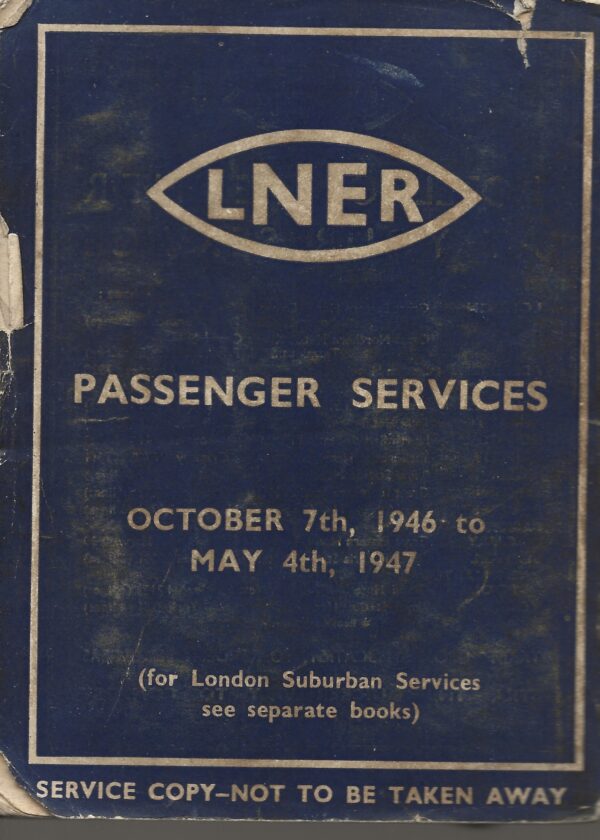 LNER
PASSENGER SERVICES
OCTOBER 7th, 1946 to
MAY 4th, 1947
(for London Suburban Services
see separate books)
SERVICE COPY-NOT TO BE TAKEN AWAY